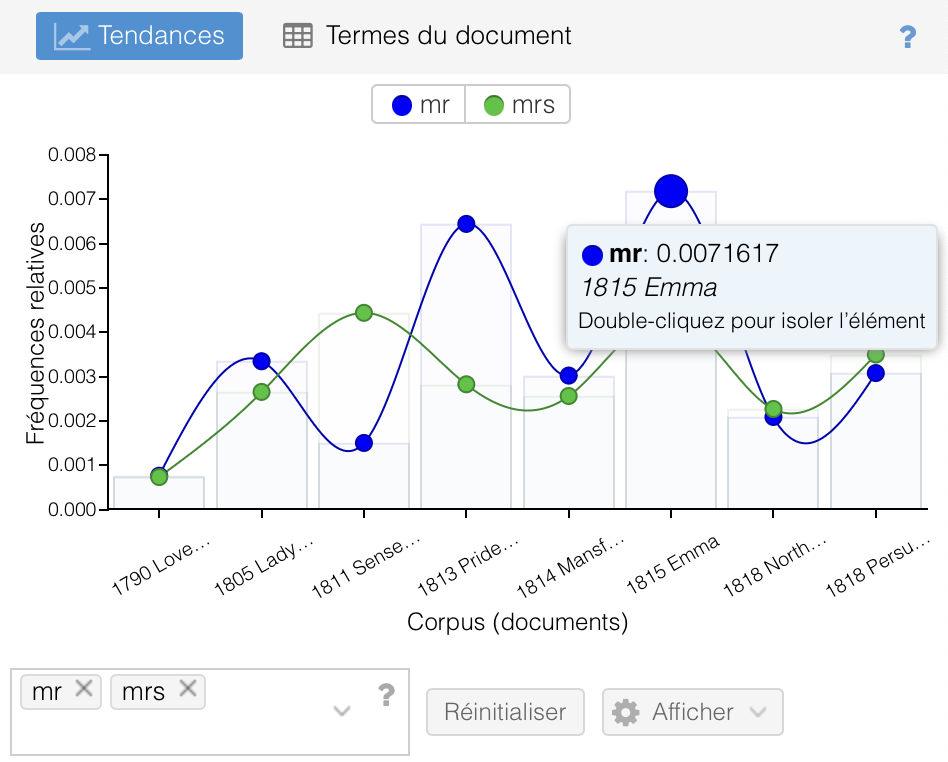 Tendances
Termes du document
?
mr
mrs
0.008
0.007
0.006
0.005
0.004
0.003
0.002
0.001
0.000
Fréquences relatives
mr: 0.0071617
1815 Emma
Double-cliquez pour isoler l’élément
1790 Love…
1805 Lady…
1811 Sense…
1813 Pride…
1814 Mansf…
1815 Emma
1818 North…
1818 Persu…
Corpus (documents)
mr
mrs
?
Réinitialiser
Afficher